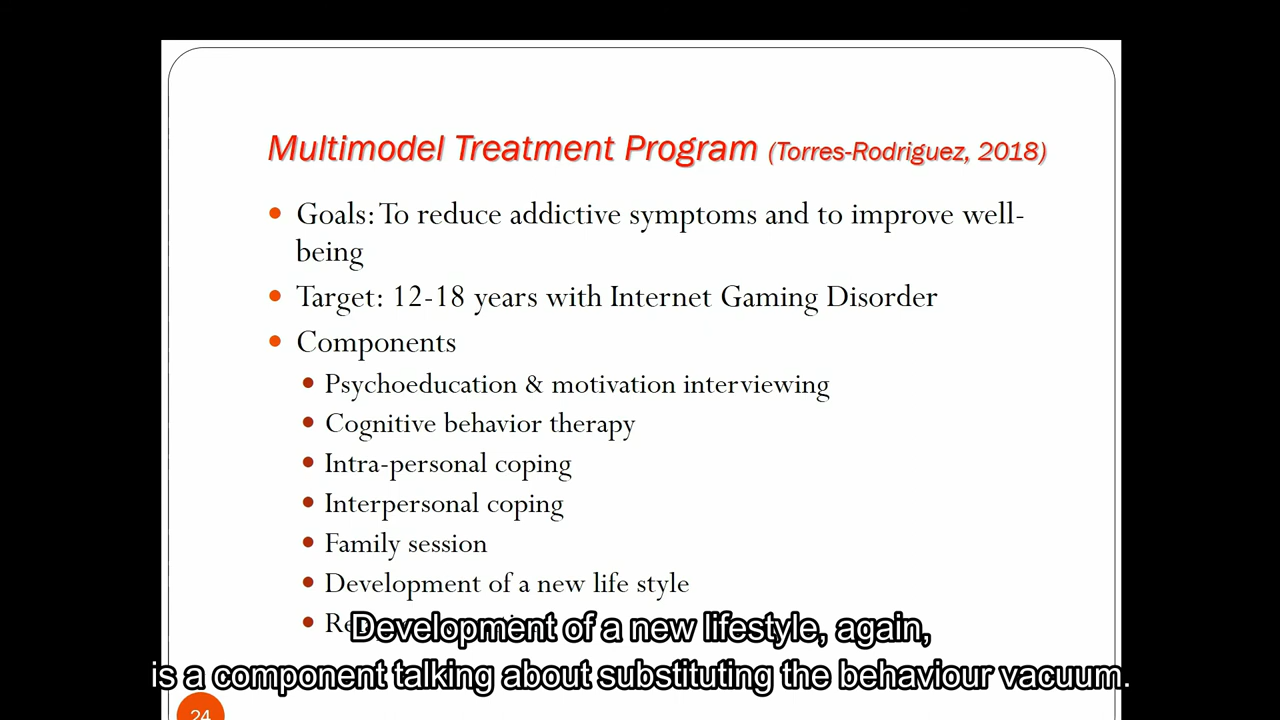 Multimodel Treatment Program (Torres-Rodriguez, 2018)
Goals: To reduce addictive symptoms and to improve well-
being
Target: 12-18 years with Internet Gaming Disorder
Components
Psychoeducation & motivation interviewing
Cognitive behavior therapy
Intra-personal coping
Interpersonal coping
Family session
Development of a new life style
Development of a new lifestyle, again,
is a component talking about substituting the behaviour vacuum.
24